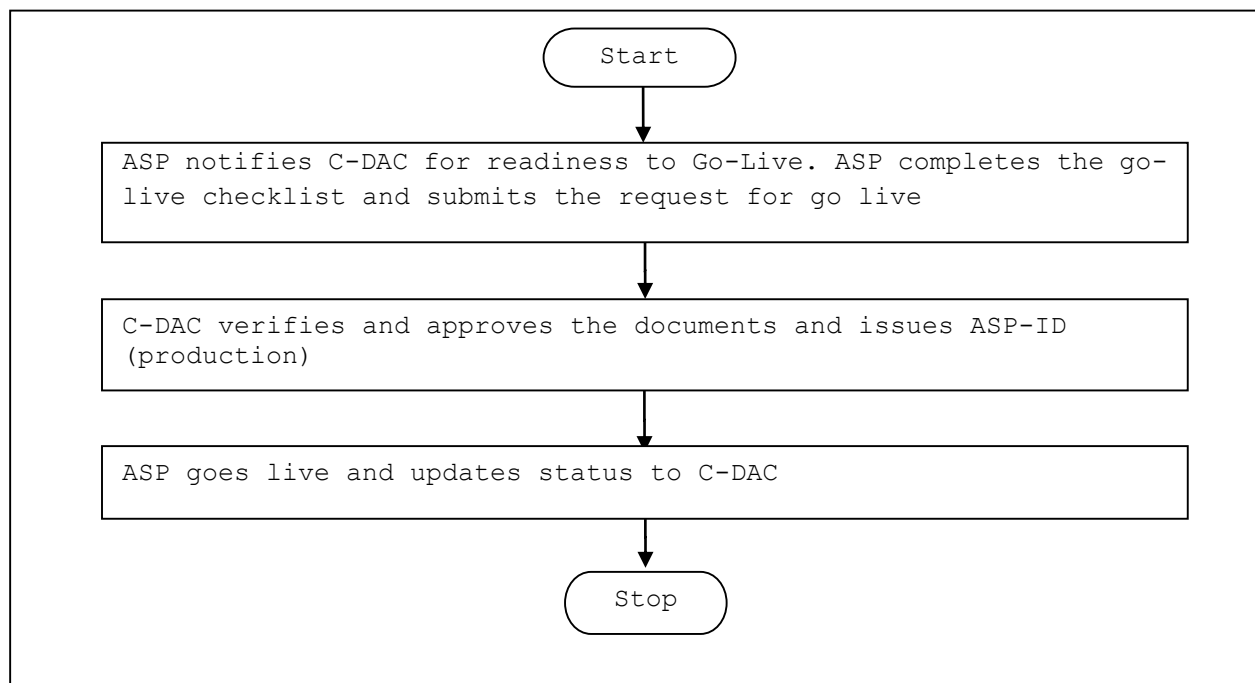 Start
ASP notifies C-DAC for readiness to Go-Live. ASP completes the go-
live checklist and submits the request for go live
C-DAC verifies and approves the documents and issues ASP-ID
(production)
ASP goes live and updates status to C-DAC
Stop